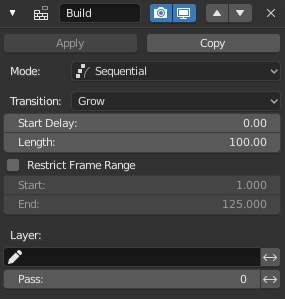 Build
Apply Copy
Mode: Sequential
Transition: Grow
Start Delay: 0.00
Length: 100.00
Restrict Frame Range
Start: 1.000
End: 125.000
Layer:
Pass: 0